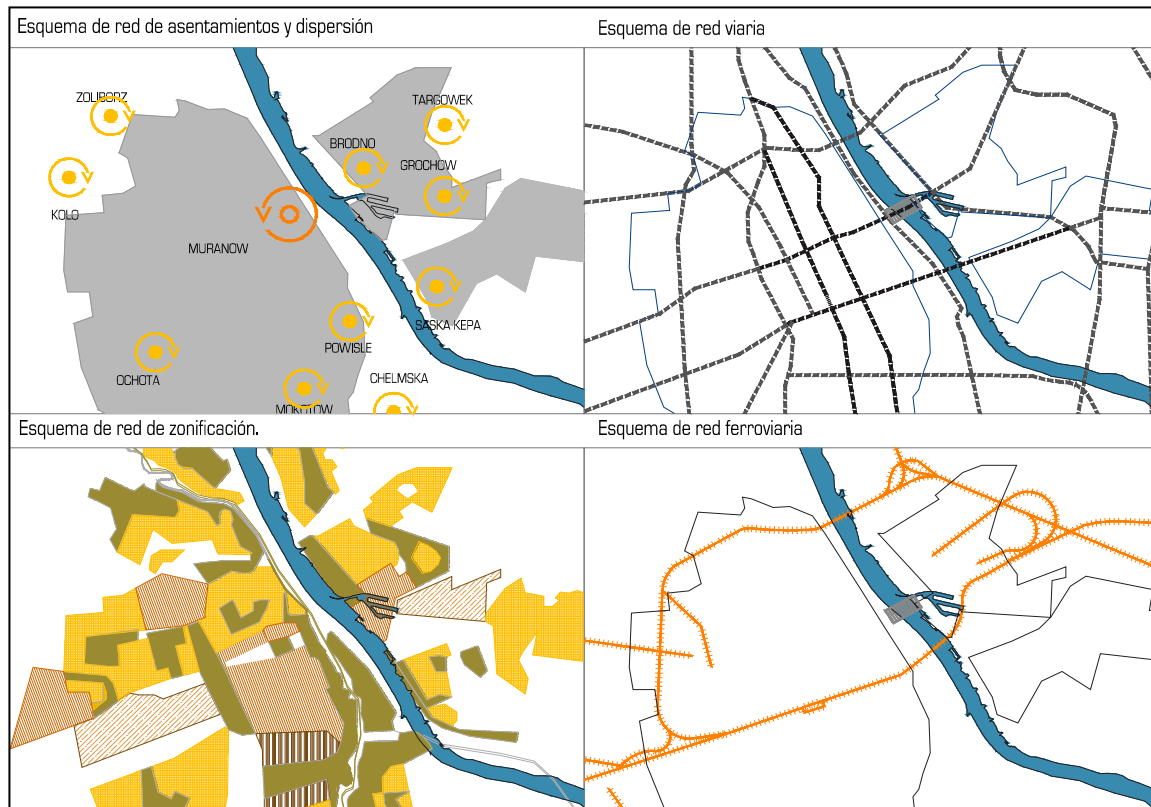 Esquema de red de asentamientos y dispersión
Esquema de red viaria
ZOLIBORZ
TARGOWEK
BRODNO
GROCHOW
KOLO
MURANOW
SASKA KEPA
POWISLE
OCHOTA
CHELMSKA
MOKOTOW
Esquema de red de zonificación.
Esquema de red ferroviaria